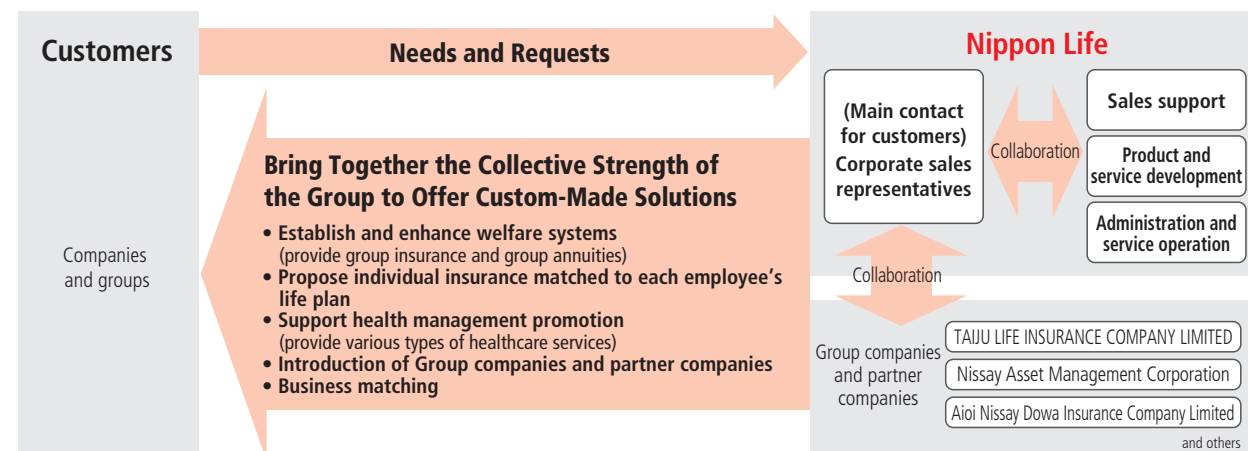 Customers
Companies
and groups
Needs and Requests
Bring Together the Collective Strength of
the Group to Offer Custom-Made Solutions
• Establish and enhance welfare systems
(provide group insurance and group annuities)
• Propose individual insurance matched to each employee's
life plan
• Support health management promotion
(provide various types of healthcare services)
• Introduction of Group companies and partner companies
• Business matching
Nippon Life
(Main contact
for customers)
Corporate sales
representatives
Collaboration
Sales support
Product and
service development
Administration and
service operation
Collaboration
Group companies
and partner
companies
TAIJU LIFE INSURANCE COMPANY LIMITED
Nissay Asset Management Corporation
Aioi Nissay Dowa Insurance Company Limited
and others